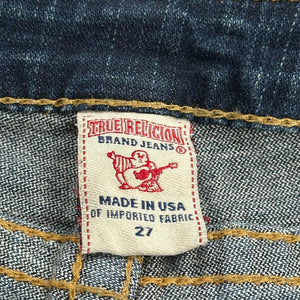 TRUE RELIGION®
BRAND JEANS
MADE IN USA
OF IMPORTED FABRIC
27